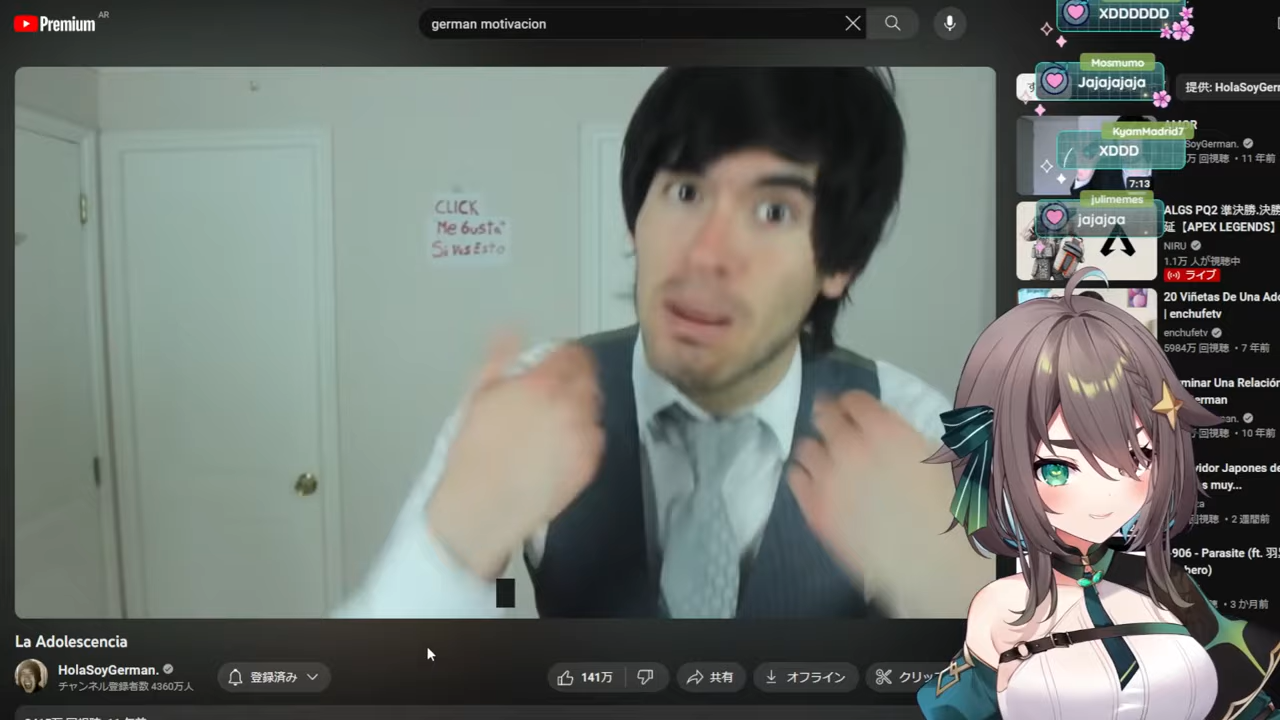 Premium AR
german motivacion
XDDDDDD
Mosmumo
Jajajajaja
提供: HolaSoyGerm
KyamMadrid7
XDDD
万 回視聴 • 11 年前
7:13
julimemes
jajajaa
ALGS PQ2 準決勝.決勝
延【APEX LEGENDS】
NIRU
1.1万 人が視聴中
ライブ
20 Viñetas De Una Ado
| enchufetv
enchufetv
5984万 回視聴 • 7 年前
minar Una Relación
erman
回視聴 • 10 年前
vidor Japones de
s muy...
視聴 • 2 週間前
906 - Parasite (ft. 羽
hero)
• 3 か月前
CLICK
"Me Gusta"
Si Ves Esto
La Adolescencia
HolaSoyGerman.
チャンネル登録者数 4360万人
登録済み
141万
共有
オフライン
クリッ